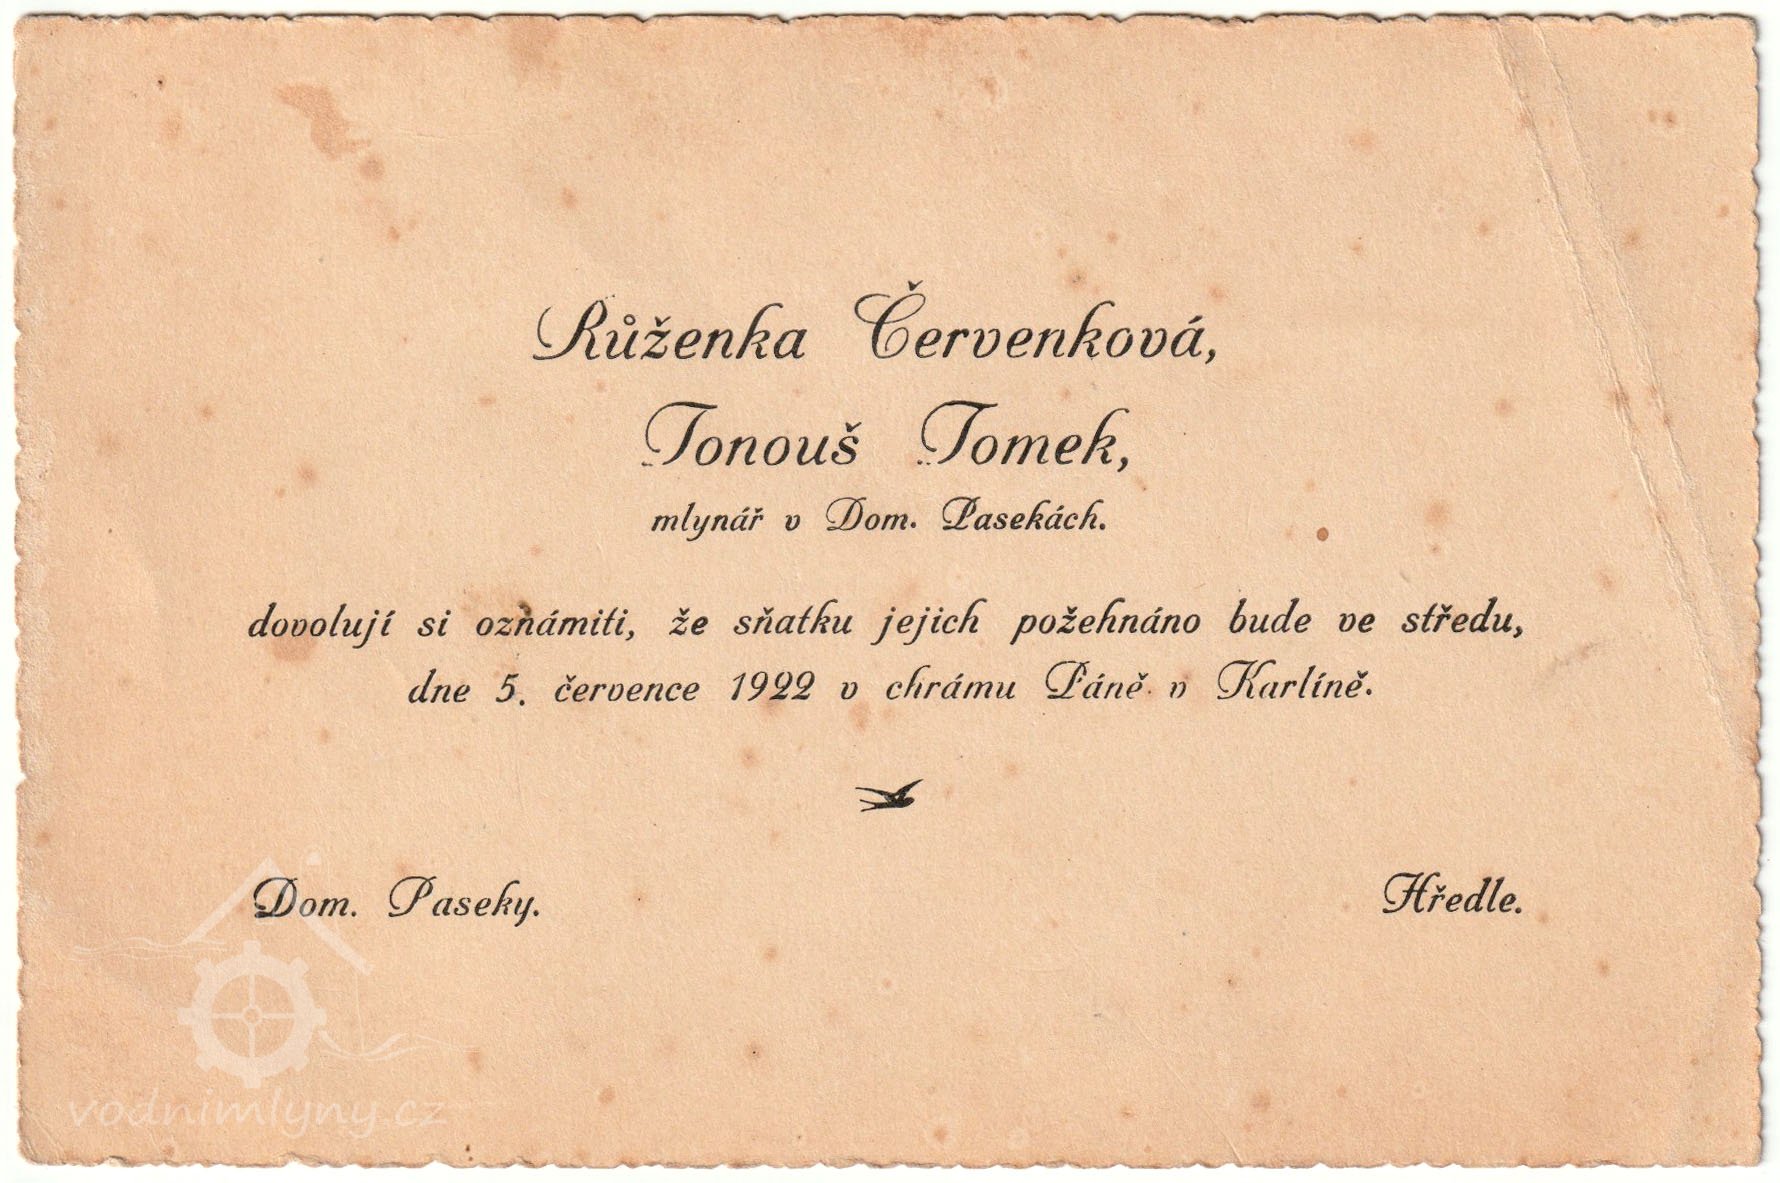 Růženka Červenková,
Tonouš Tomek,
mlynář v Dom. Pasekách.
dovolují si oznámiti, že sňatku jejich požehnáno bude ve středu,
dne 5. července 1922 v chrámu Páně v Karlíně.
Dom. Paseky. Hředle.
vodnimlyny.cz